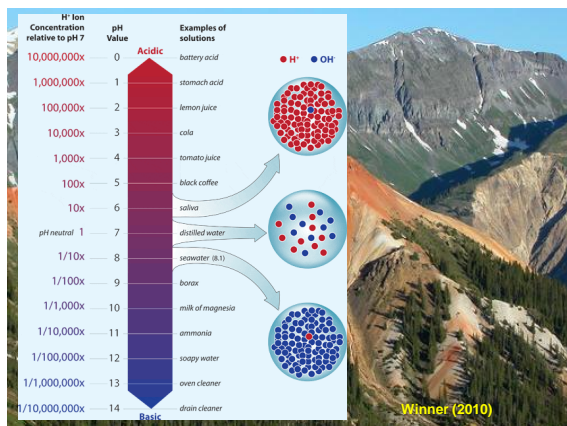 H⁺ Ion
Concentration
relative to pH 7
pH
Value
Examples of
solutions
Acidic
H⁺
OH⁻
10,000,000x 0 battery acid
1,000,000x 1 stomach acid
100,000x 2 lemon juice
10,000x 3 cola
1,000x 4 tomato juice
100x 5 black coffee
10x 6 saliva
pH neutral 1 7 distilled water
1/10x 8 seawater (8.1)
1/100x 9 borax
1/1,000x 10 milk of magnesia
1/10,000x 11 ammonia
1/100,000x 12 soapy water
1/1,000,000x 13 oven cleaner
1/10,000,000x 14 drain cleaner
Basic
Winner (2010)